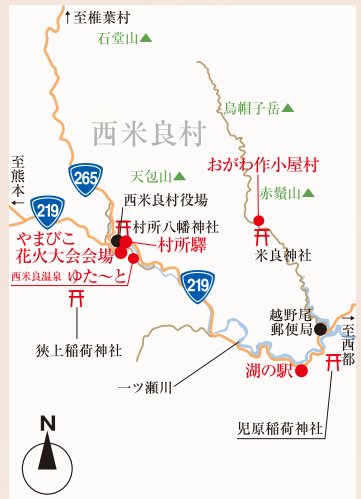 ↑至椎葉村
石堂山▲
烏帽子岳▲
西米良村
おがわ作小屋村
至熊本←
265
天包山▲
赤髭山▲
西米良村役場
219
村所八幡神社
やまびこ
花火大会会場
村所驛
米良神社
西米良温泉 ゆた〜と
219
越野尾
郵便局
→至西都
狭上稲荷神社
湖の駅
一ツ瀬川
児原稲荷神社
N